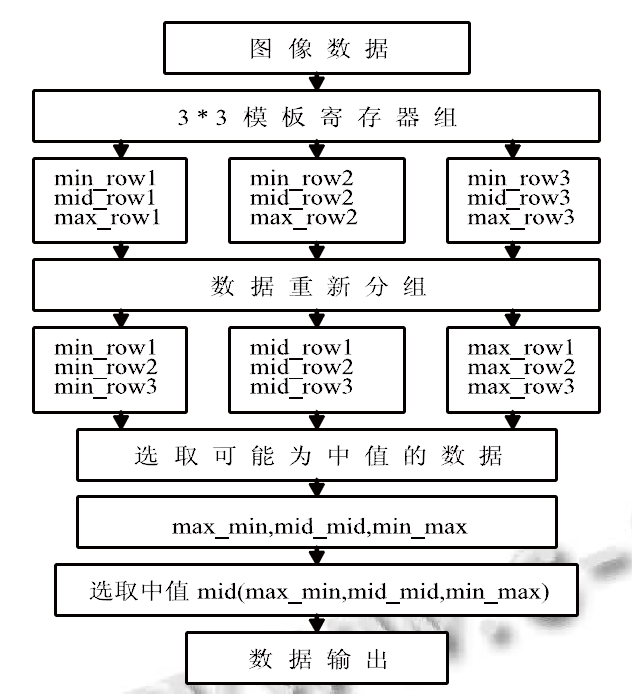 图像数据
3*3模板寄存器组
min_row1
mid_row1
max_row1
min_row2
mid_row2
max_row2
min_row3
mid_row3
max_row3
数据重新分组
min_row1
min_row2
min_row3
mid_row1
mid_row2
mid_row3
max_row1
max_row2
max_row3
选取可能为中值的数据
max_min,mid_mid,min_max
选取中值 mid(max_min,mid_mid,min_max)
数据输出